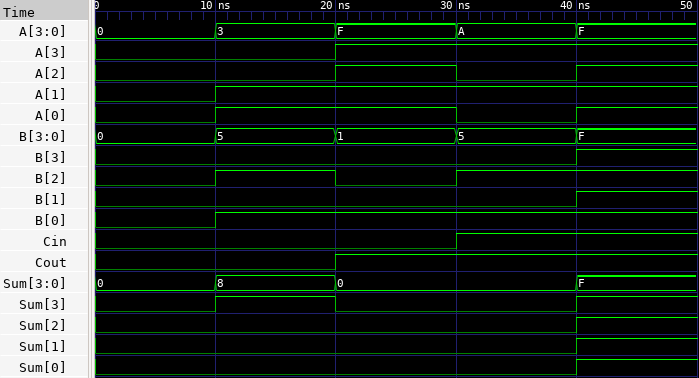 Time 0 10 ns 20 ns 30 ns 40 ns 50
A[3:0] 0 3 F A F
A[3]
A[2]
A[1]
A[0]
B[3:0] 0 5 1 5 F
B[3]
B[2]
B[1]
B[0]
Cin
Cout
Sum[3:0] 0 8 0 F
Sum[3]
Sum[2]
Sum[1]
Sum[0]